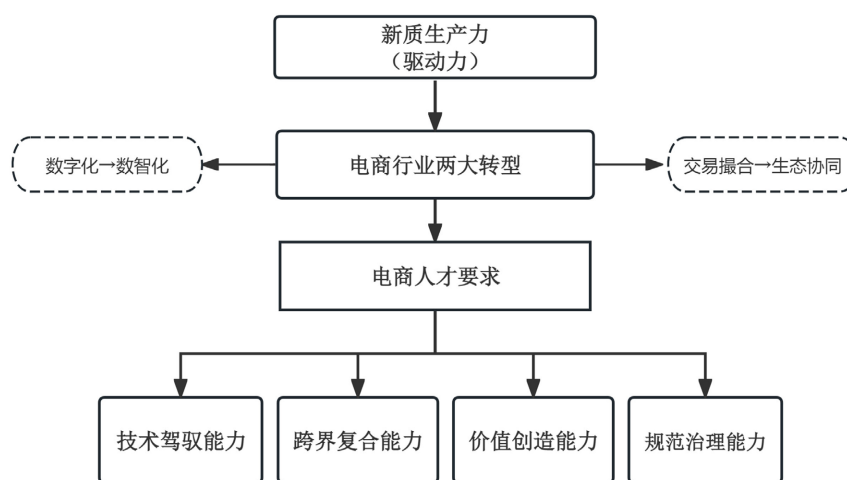 新质生产力
（驱动力）
数字化→数智化
电商行业两大转型
交易撮合→生态协同
电商人才要求
技术驾驭能力
跨界复合能力
价值创造能力
规范治理能力